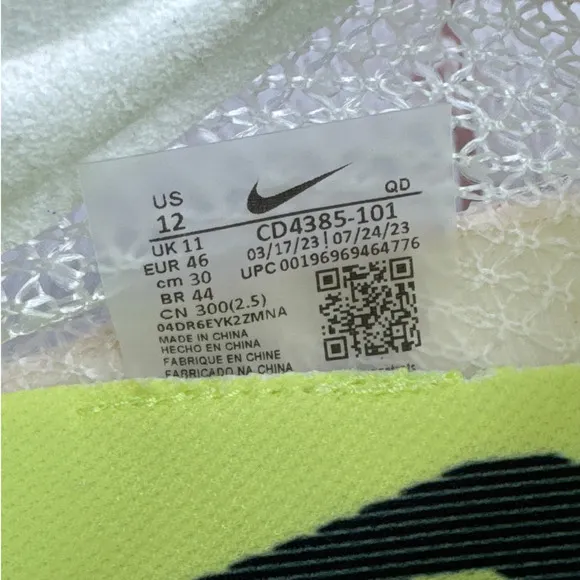 US
12
UK 11
EUR 46
cm 30
BR 44
CN 300(2.5)
04DR6EYK2ZMNA
MADE IN CHINA
HECHO EN CHINA
FABRIQUE EN CHINE
FABRICADO NA CHINA
QD
CD4385-101
03/17/23 | 07/24/23
UPC 00196969464776